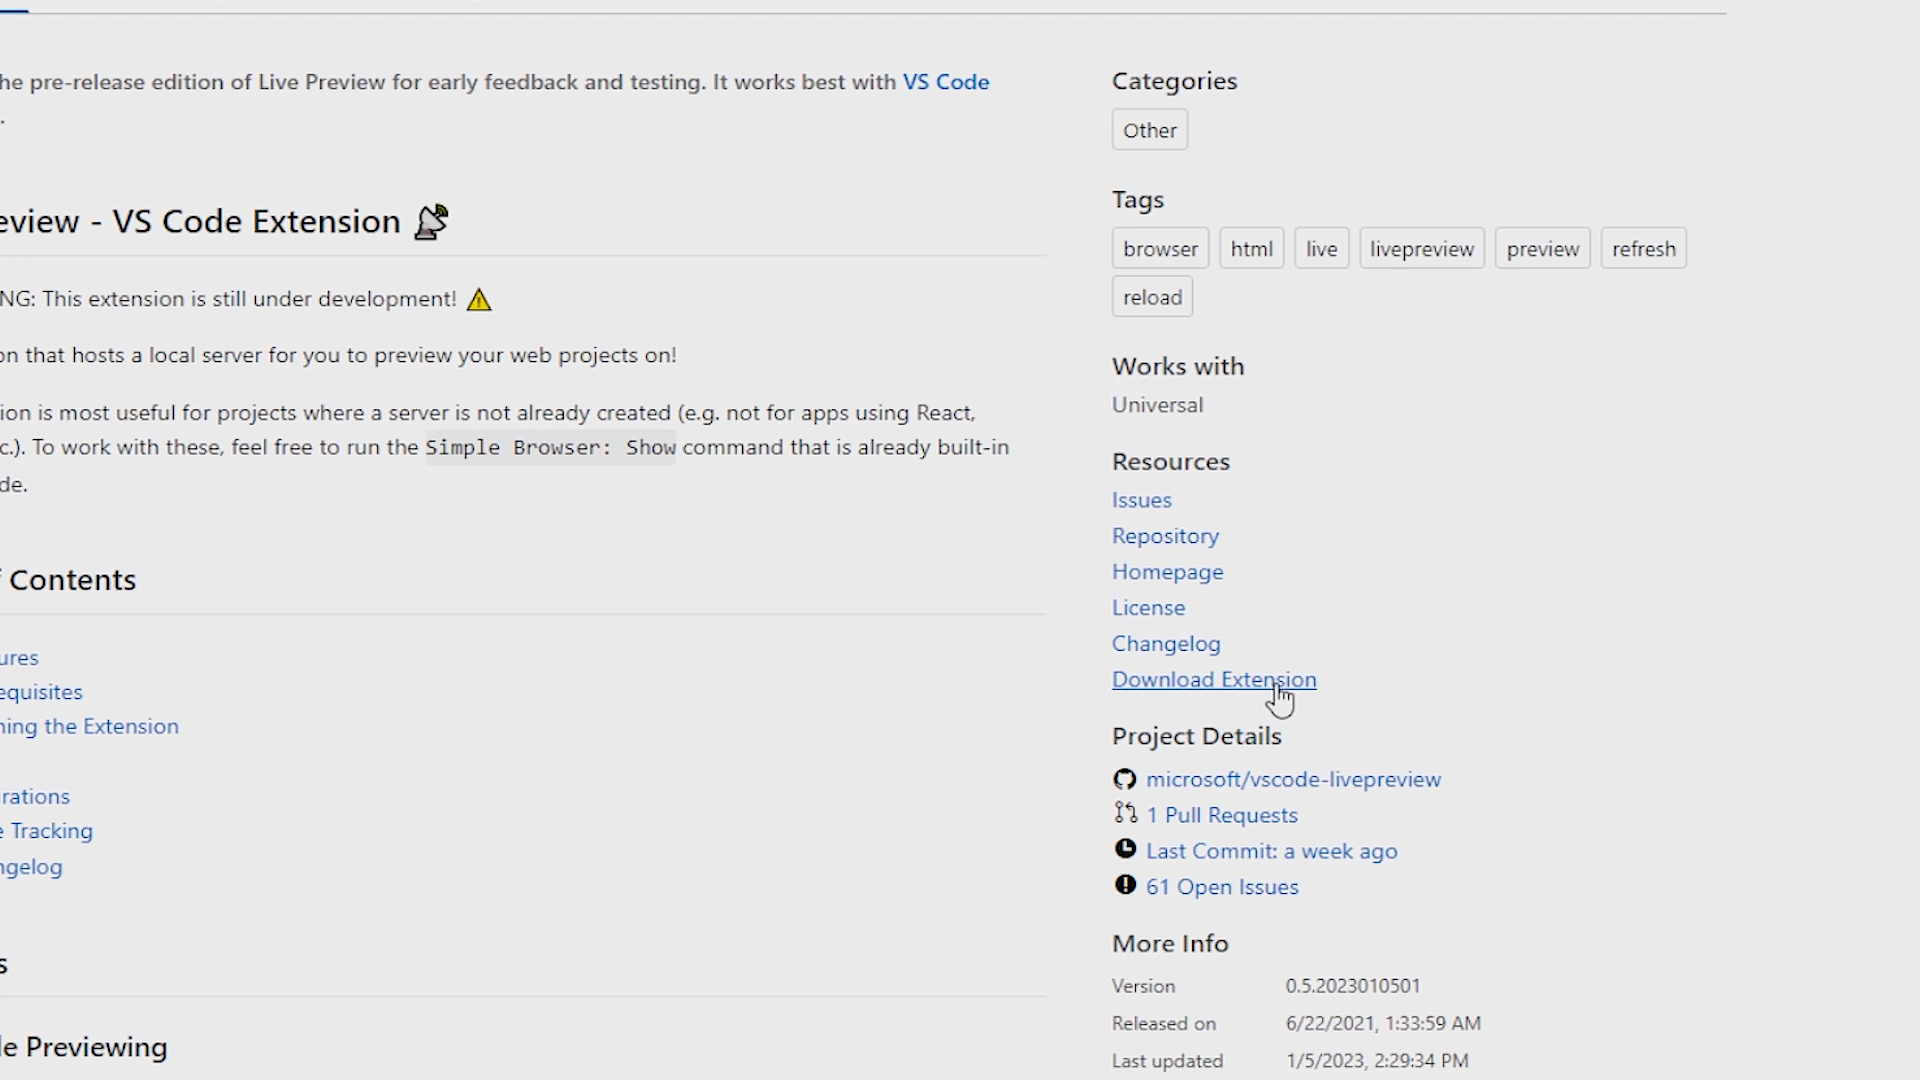 he pre-release edition of Live Preview for early feedback and testing. It works best with VS Code
.
eview - VS Code Extension
NG: This extension is still under development!
on that hosts a local server for you to preview your web projects on!
ion is most useful for projects where a server is not already created (e.g. not for apps using React,
c.). To work with these, feel free to run the Simple Browser: Show command that is already built-in
de.
f Contents
ures
equisites
ning the Extension
rations
e Tracking
ngelog
s
le Previewing
Categories
Other
Tags
browser html live livepreview preview refresh
reload
Works with
Universal
Resources
Issues
Repository
Homepage
License
Changelog
Download Extension
Project Details
microsoft/vscode-livepreview
1 Pull Requests
Last Commit: a week ago
61 Open Issues
More Info
Version 0.5.2023010501
Released on 6/22/2021, 1:33:59 AM
Last updated 1/5/2023, 2:29:34 PM